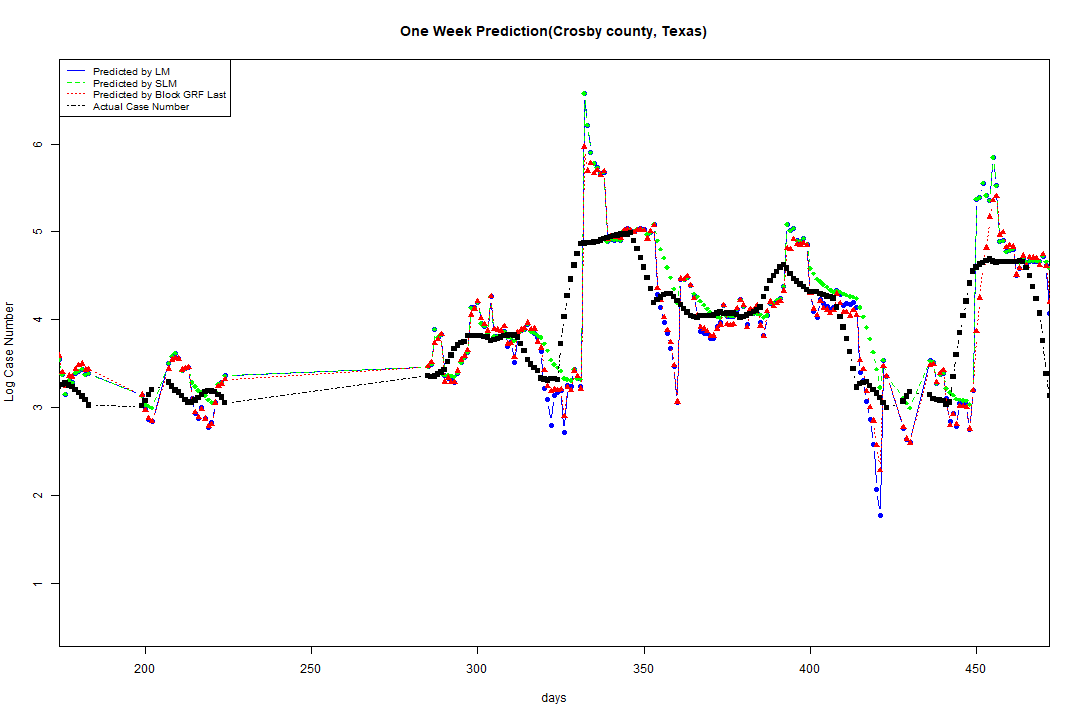 One Week Prediction(Crosby county, Texas)
Predicted by LM
Predicted by SLM
Predicted by Block GRF Last
Actual Case Number
Log Case Number
6
5
4
3
2
1
200
250
300
350
400
450
days